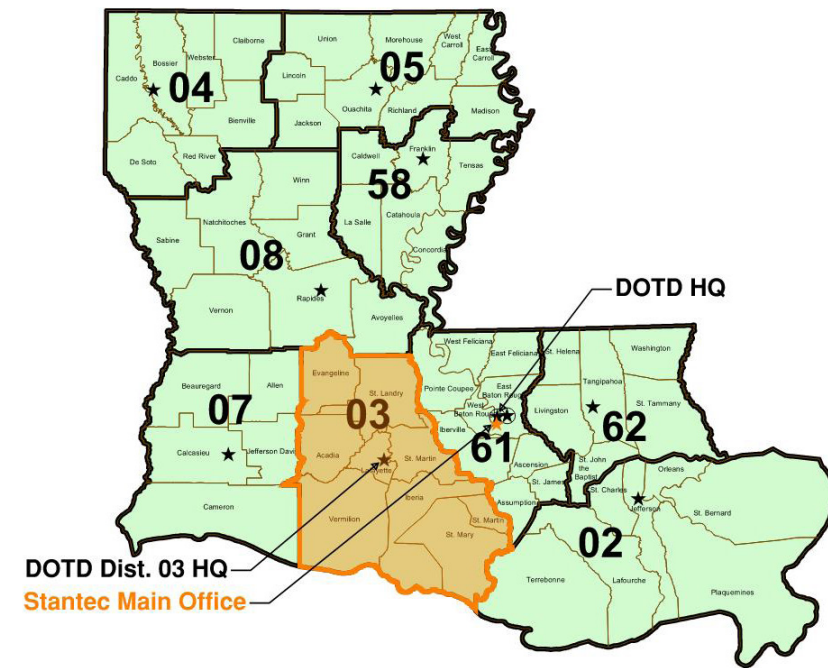 Claiborne
Union
Morehouse
West
Carroll
East
Carroll
Webster
Bossier
Caddo
04
Lincoln
05
Ouachita
Richland
Madison
Bienville
Jackson
De Soto
Red River
Caldwell
Franklin
Tensas
58
Winn
La Salle
Catahoula
Natchitoches
Grant
Sabine
08
Concordia
DOTD HQ
Rapides
Vernon
Avoyelles
West Feliciana
East Feliciana
St. Helena
Washington
Evangeline
Beauregard
Allen
St. Landry
Pointe Coupee
East
Baton Roug
Tangipahoa
07
03
West
Baton Roug
Livingston
St. Tammany
Iberville
61
62
Calcasieu
Jefferson Davi
Acadia
Lafayette
St. Martin
Ascension
St. John
the
Baptist
St. James
Orleans
St. Charles
Cameron
Vermilion
Iberia
Assumption
Jefferson
St. Bernard
St. Martin
St. Mary
02
DOTD Dist. 03 HQ
Stantec Main Office
Terrebonne
Lafourche
Plaquemines